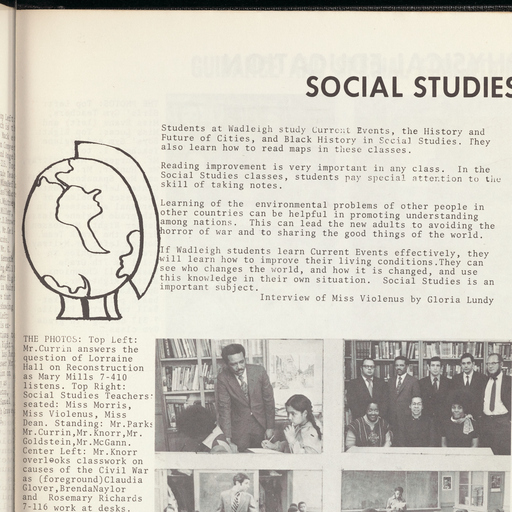 SOCIAL STUDIES
Students at Wadleigh study Current Events, the History and
Future of Cities, and Black History in Social Studies. They
also learn how to read maps in these classes.
Reading improvement is very important in any class. In the
Social Studies classes, students pay special attention to the
skill of taking notes.
Learning of the environmental problems of other people in
other countries can be helpful in promoting understanding
among nations. This can lead the new adults to avoiding the
horror of war and to sharing the good things of the world.
If Wadleigh students learn Current Events effectively, they
will learn how to improve their living conditions.They can
see who changes the world, and how it is changed, and use
this knowledge in their own situation. Social Studies is an
important subject.
Interview of Miss Violenus by Gloria Lundy
THE PHOTOS: Top Left:
Mr.Currin answers the
question of Lorraine
Hall on Reconstruction
as Mary Mills 7-410
listens. Top Right:
Social Studies Teachers:
seated: Miss Morris,
Miss Violenus, Miss
Dean. Standing: Mr.Parks
Mr.Currin,Mr.Knorr,Mr.
Goldstein,Mr.McGann.
Center Left: Mr.Knorr
overlooks classwork on
causes of the Civil War
as (foreground)Claudia
Glover,BrendaNaylor
and Rosemary Richards
7-116 work at desks.